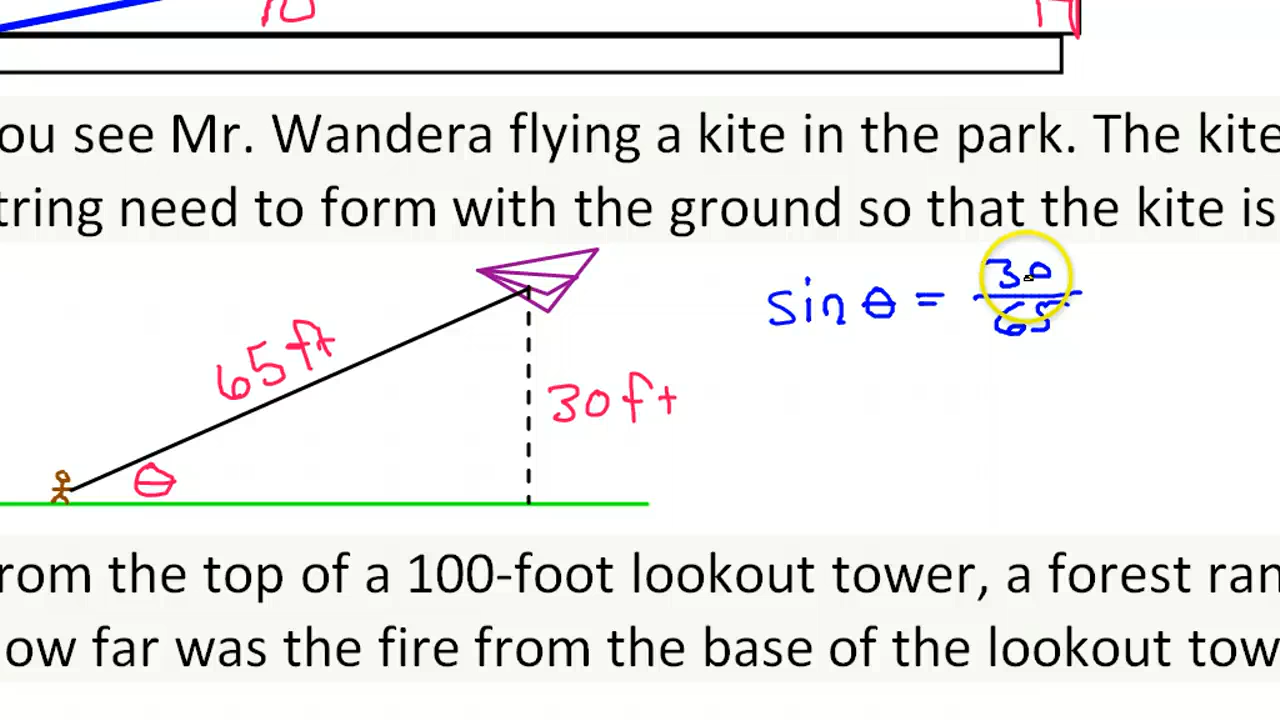 10
ou see Mr. Wandera flying a kite in the park. The kite
tring need to form with the ground so that the kite is
65ft
30ft
θ
sin θ = 30/65
rom the top of a 100-foot lookout tower, a forest ran
ow far was the fire from the base of the lookout tow